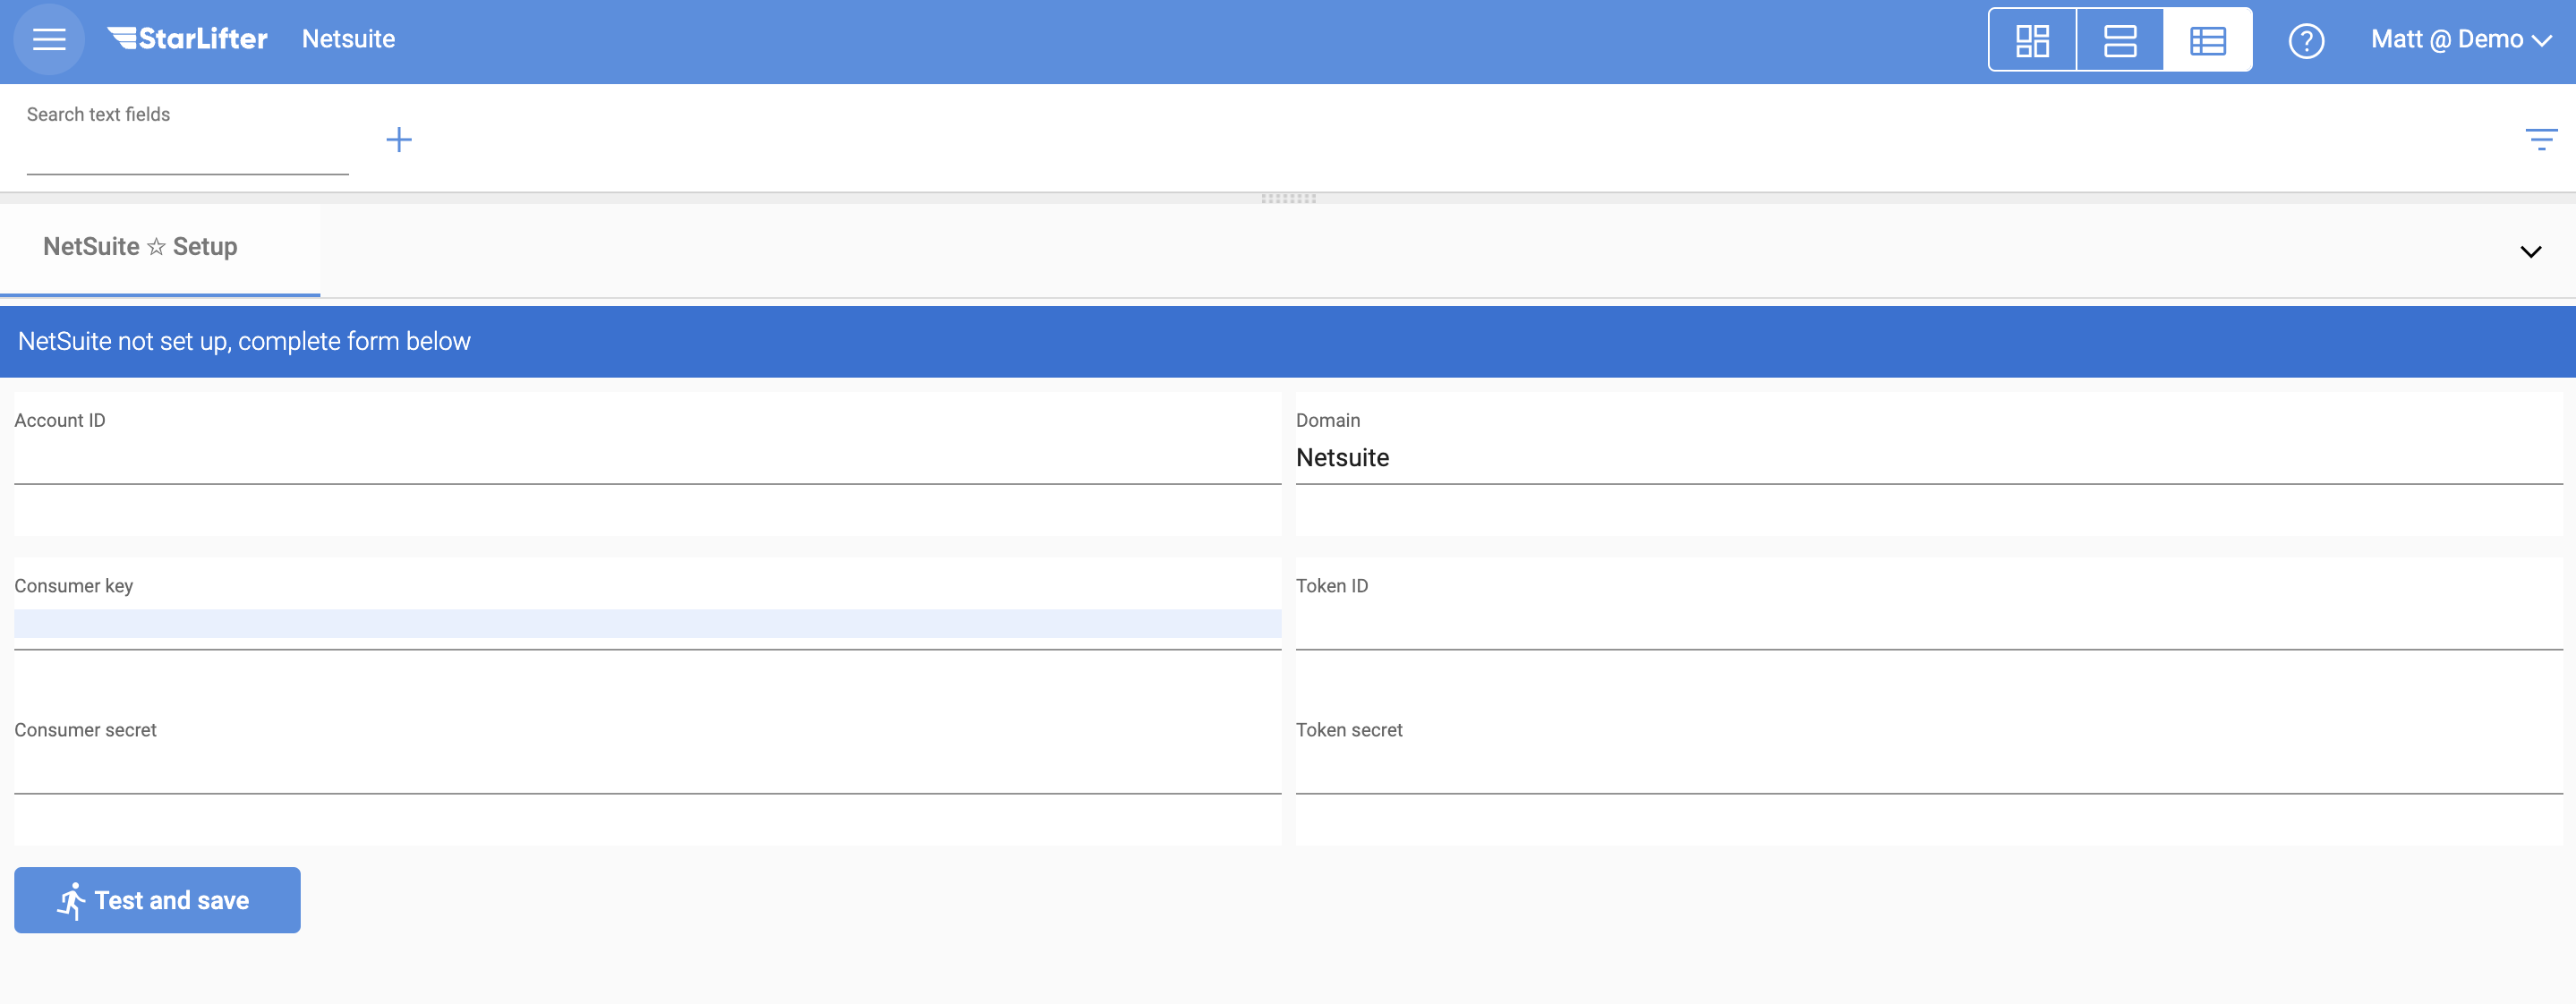 StarLifter Netsuite Matt @ Demo
Search text fields
NetSuite ☆ Setup
NetSuite not set up, complete form below
Account ID
Domain
Netsuite
Consumer key
Token ID
Consumer secret
Token secret
Test and save